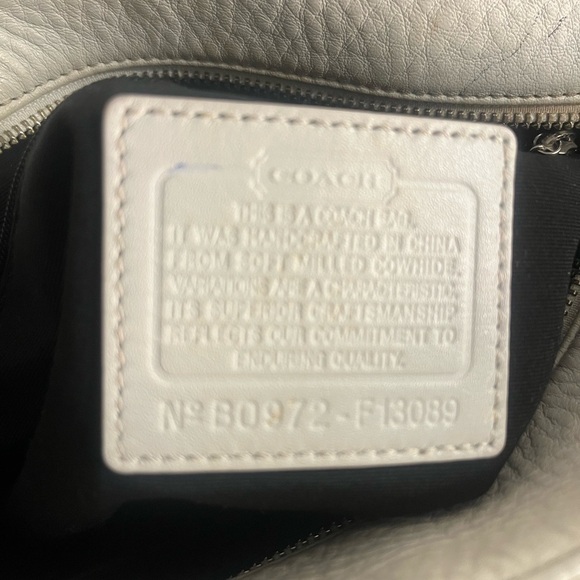 COACH
THIS IS A COACH BAG.
IT WAS HANDCRAFTED IN CHINA
FROM SOFT MILLED COWHIDE.
VARIATIONS ARE A CHARACTERISTIC.
ITS SUPERIOR CRAFTSMANSHIP
REFLECTS OUR COMMITMENT TO
ENDURING QUALITY.
Nº B0972-F13089